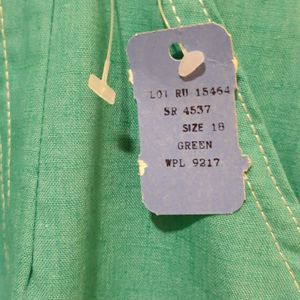 LOT RU 15464
SR 4537
SIZE 18
GREEN
WPL 9217